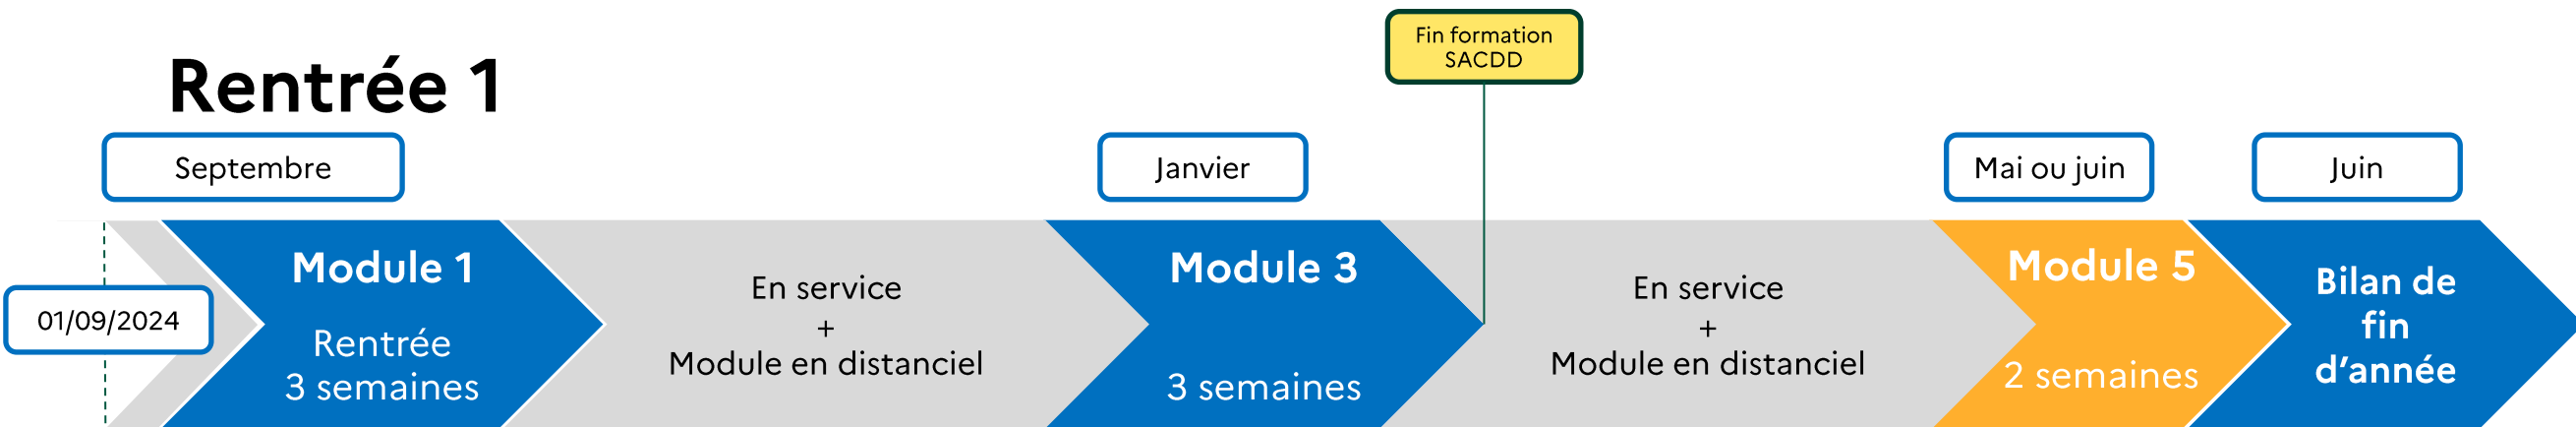 Fin formation
SACDD
Rentrée 1
Septembre
Janvier
Mai ou juin
Juin
01/09/2024
Module 1
Rentrée
3 semaines
En service
+
Module en distanciel
Module 3
3 semaines
En service
+
Module en distanciel
Module 5
2 semaines
Bilan de
fin
d’année